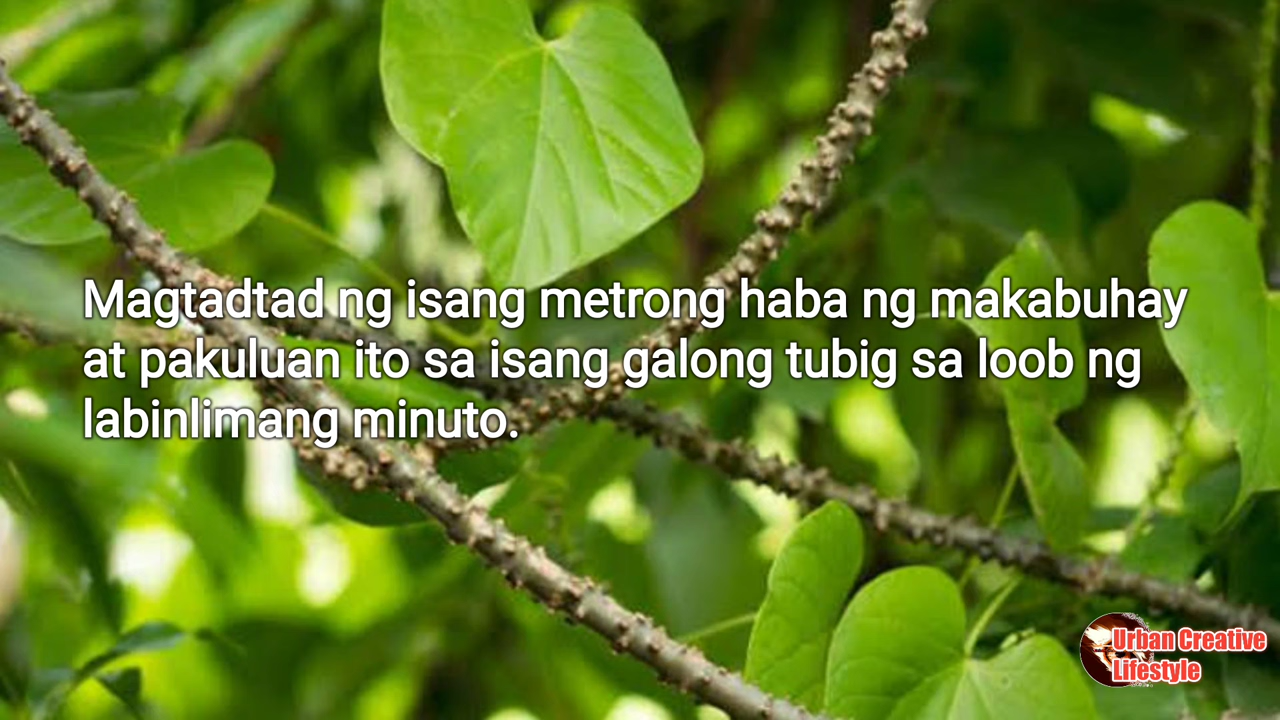 Magtadtad ng isang metrong haba ng makabuhay
at pakuluan ito sa isang galong tubig sa loob ng
labinlimang minuto.
Urban Creative
Lifestyle